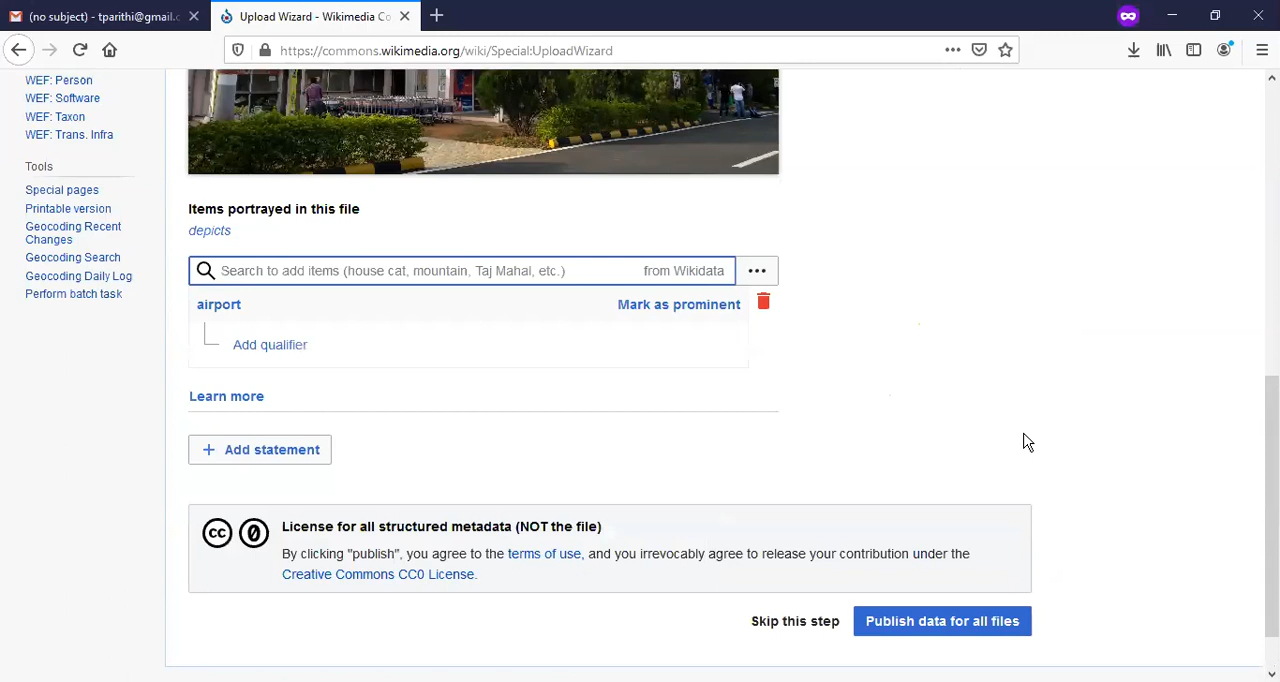 (no subject) - tparithi@gmail.c
Upload Wizard - Wikimedia Co
https://commons.wikimedia.org/wiki/Special:UploadWizard
WEF: Person
WEF: Software
WEF: Taxon
WEF: Trans. Infra
Tools
Special pages
Printable version
Geocoding Recent
Changes
Geocoding Search
Geocoding Daily Log
Perform batch task
Items portrayed in this file
depicts
Search to add items (house cat, mountain, Taj Mahal, etc.) from Wikidata
airport Mark as prominent
Add qualifier
Learn more
+ Add statement
cc 0 License for all structured metadata (NOT the file)
By clicking "publish", you agree to the terms of use, and you irrevocably agree to release your contribution under the
Creative Commons CC0 License.
Skip this step Publish data for all files